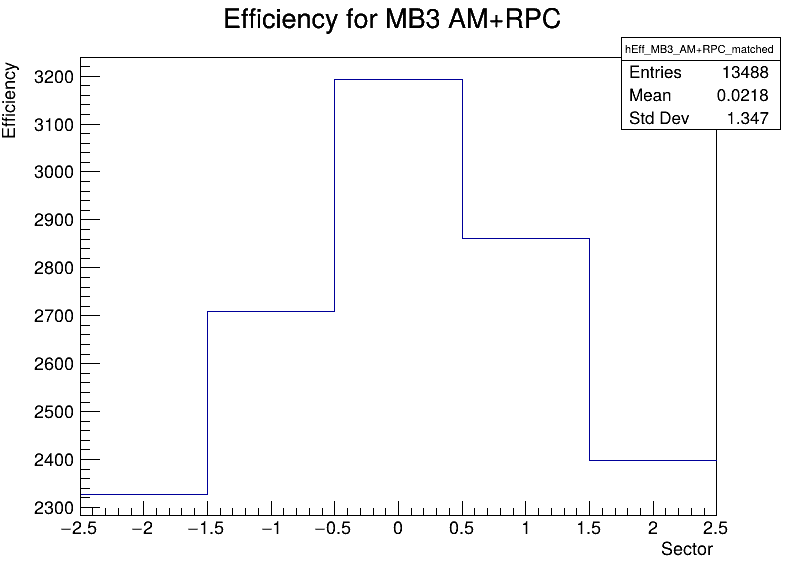 Efficiency for MB3 AM+RPC
hEff_MB3_AM+RPC_matched
Entries 13488
Mean 0.0218
Std Dev 1.347
Efficiency
3200
3100
3000
2900
2800
2700
2600
2500
2400
2300
−2.5 −2 −1.5 −1 −0.5 0 0.5 1 1.5 2 2.5
Sector